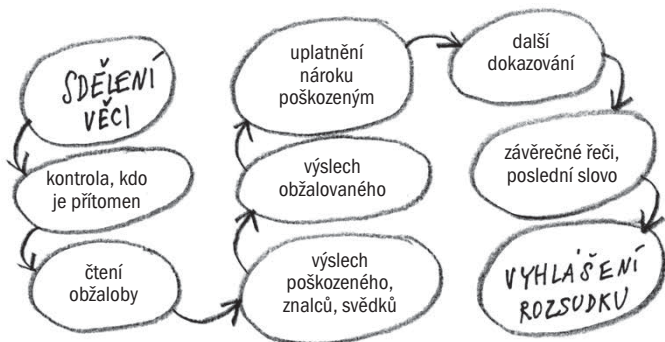 SDĚLENÍ
VĚCI
kontrola, kdo
je přítomen
čtení
obžaloby
výslech
poškozeného,
znalců, svědků
výslech
obžalovaného
uplatnění
nároku
poškozeným
další
dokazování
závěrečné řeči,
poslední slovo
VYHLÁŠENÍ
ROZSUDKU